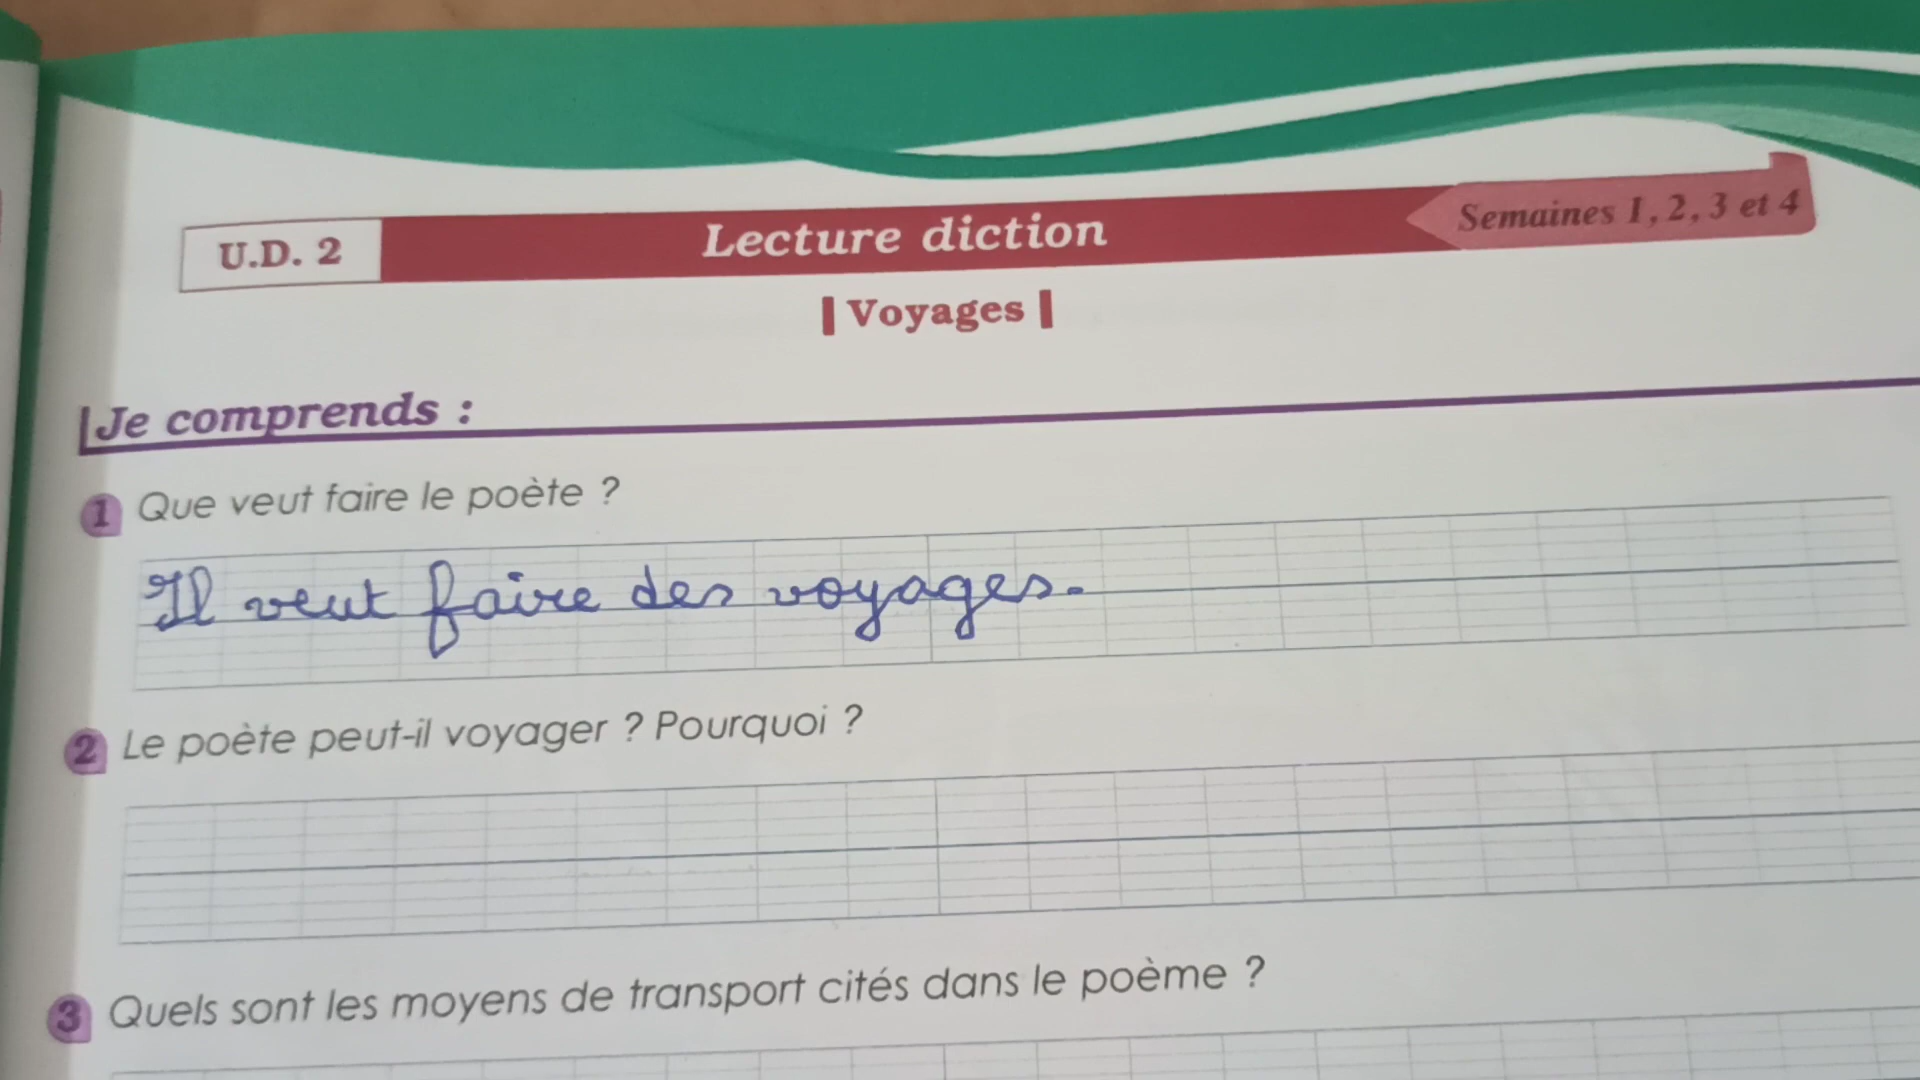 U.D. 2
Lecture diction
Semaines 1, 2, 3 et 4
Voyages
Je comprends :
1 Que veut faire le poète ?
Il veut faire des voyages.
2 Le poète peut-il voyager ? Pourquoi ?
3 Quels sont les moyens de transport cités dans le poème ?